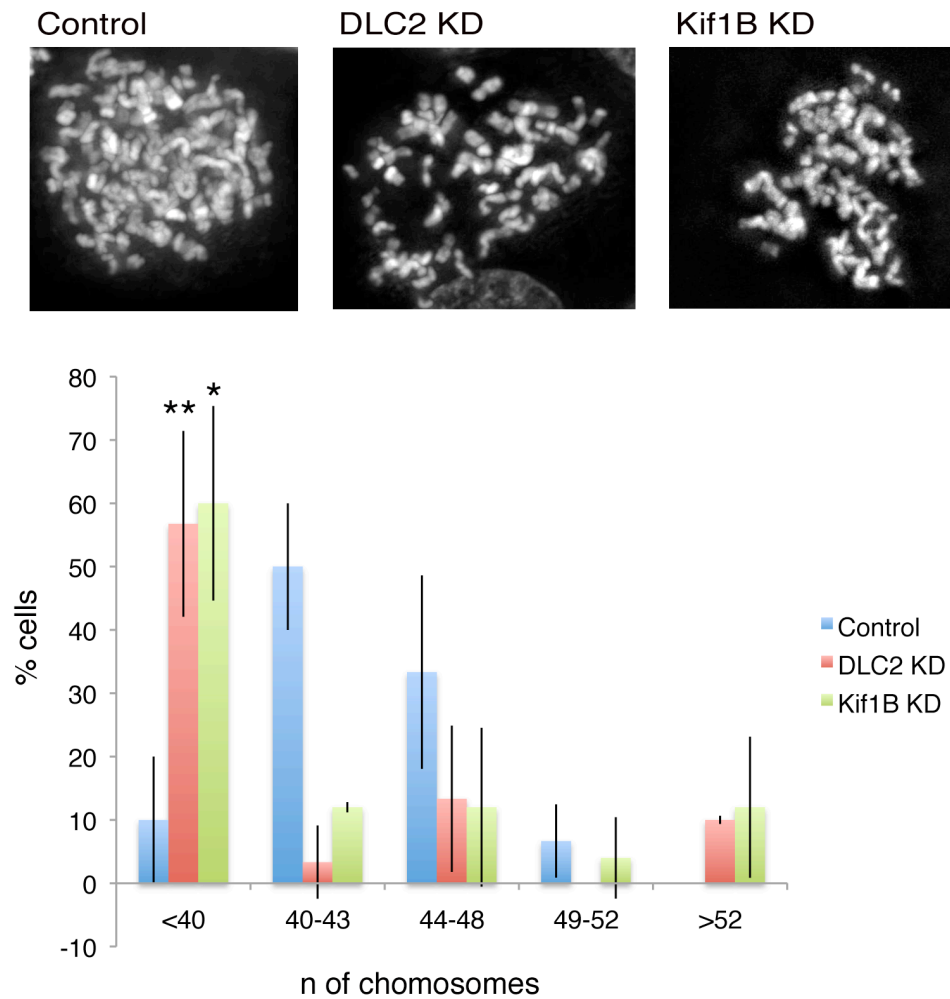 Control DLC2 KD Kif1B KD
80
** *
70
60
50
40
30
20
10
0
-10
% cells
<40 40-43 44-48 49-52 >52
n of chomosomes
Control
DLC2 KD
Kif1B KD